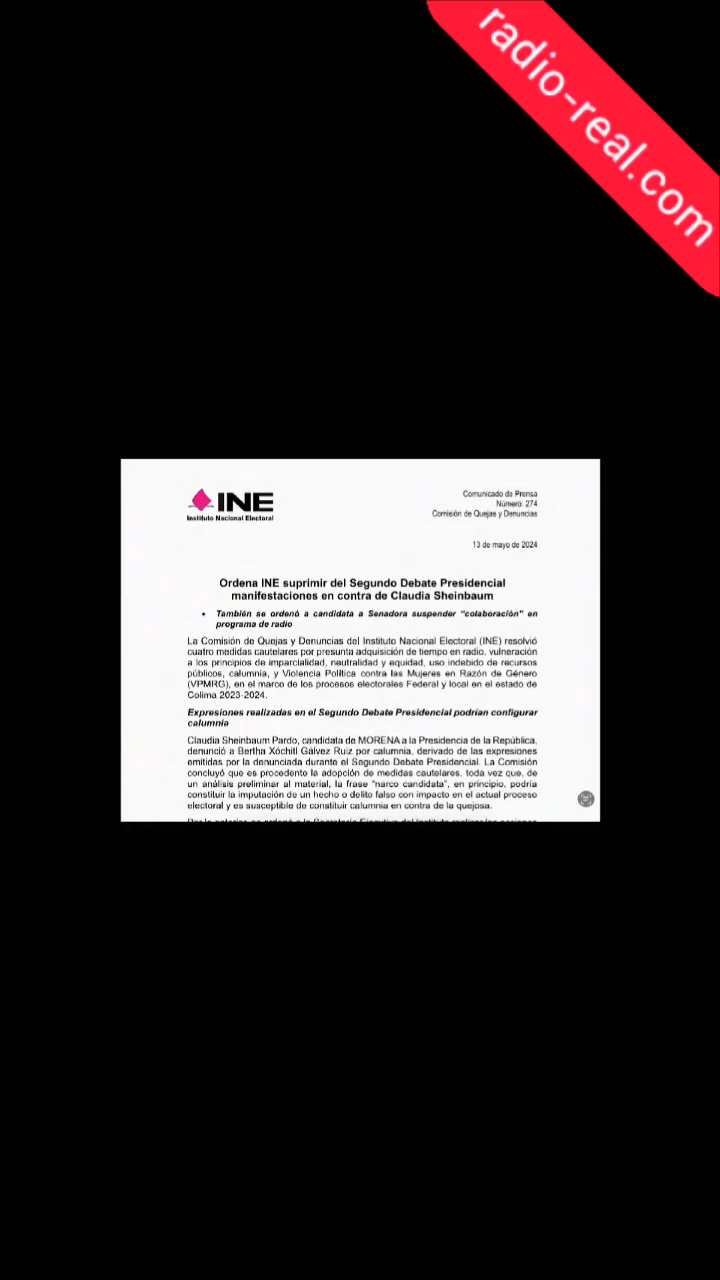 radio-real.com
INE
Instituto Nacional Electoral
Comunicado de Prensa
Número: 274
Comisión de Quejas y Denuncias
13 de mayo de 2024
Ordena INE suprimir del Segundo Debate Presidencial
manifestaciones en contra de Claudia Sheinbaum
• También se ordenó a candidata a Senadora suspender “colaboración” en
programa de radio
La Comisión de Quejas y Denuncias del Instituto Nacional Electoral (INE) resolvió
cuatro medidas cautelares por presunta adquisición de tiempo en radio, vulneración
a los principios de imparcialidad, neutralidad y equidad, uso indebido de recursos
públicos, calumnia, y Violencia Política contra las Mujeres en Razón de Género
(VPMRG), en el marco de los procesos electorales Federal y local en el estado de
Colima 2023-2024.
Expresiones realizadas en el Segundo Debate Presidencial podrían configurar
calumnia
Claudia Sheinbaum Pardo, candidata de MORENA a la Presidencia de la República,
denunció a Bertha Xóchitl Gálvez Ruiz por calumnia, derivado de las expresiones
emitidas por la denunciada durante el Segundo Debate Presidencial. La Comisión
concluyó que es procedente la adopción de medidas cautelares, toda vez que, de
un análisis preliminar al material, la frase “narco candidata”, en principio, podría
constituir la imputación de un hecho o delito falso con impacto en el actual proceso
electoral y es susceptible de constituir calumnia en contra de la quejosa.